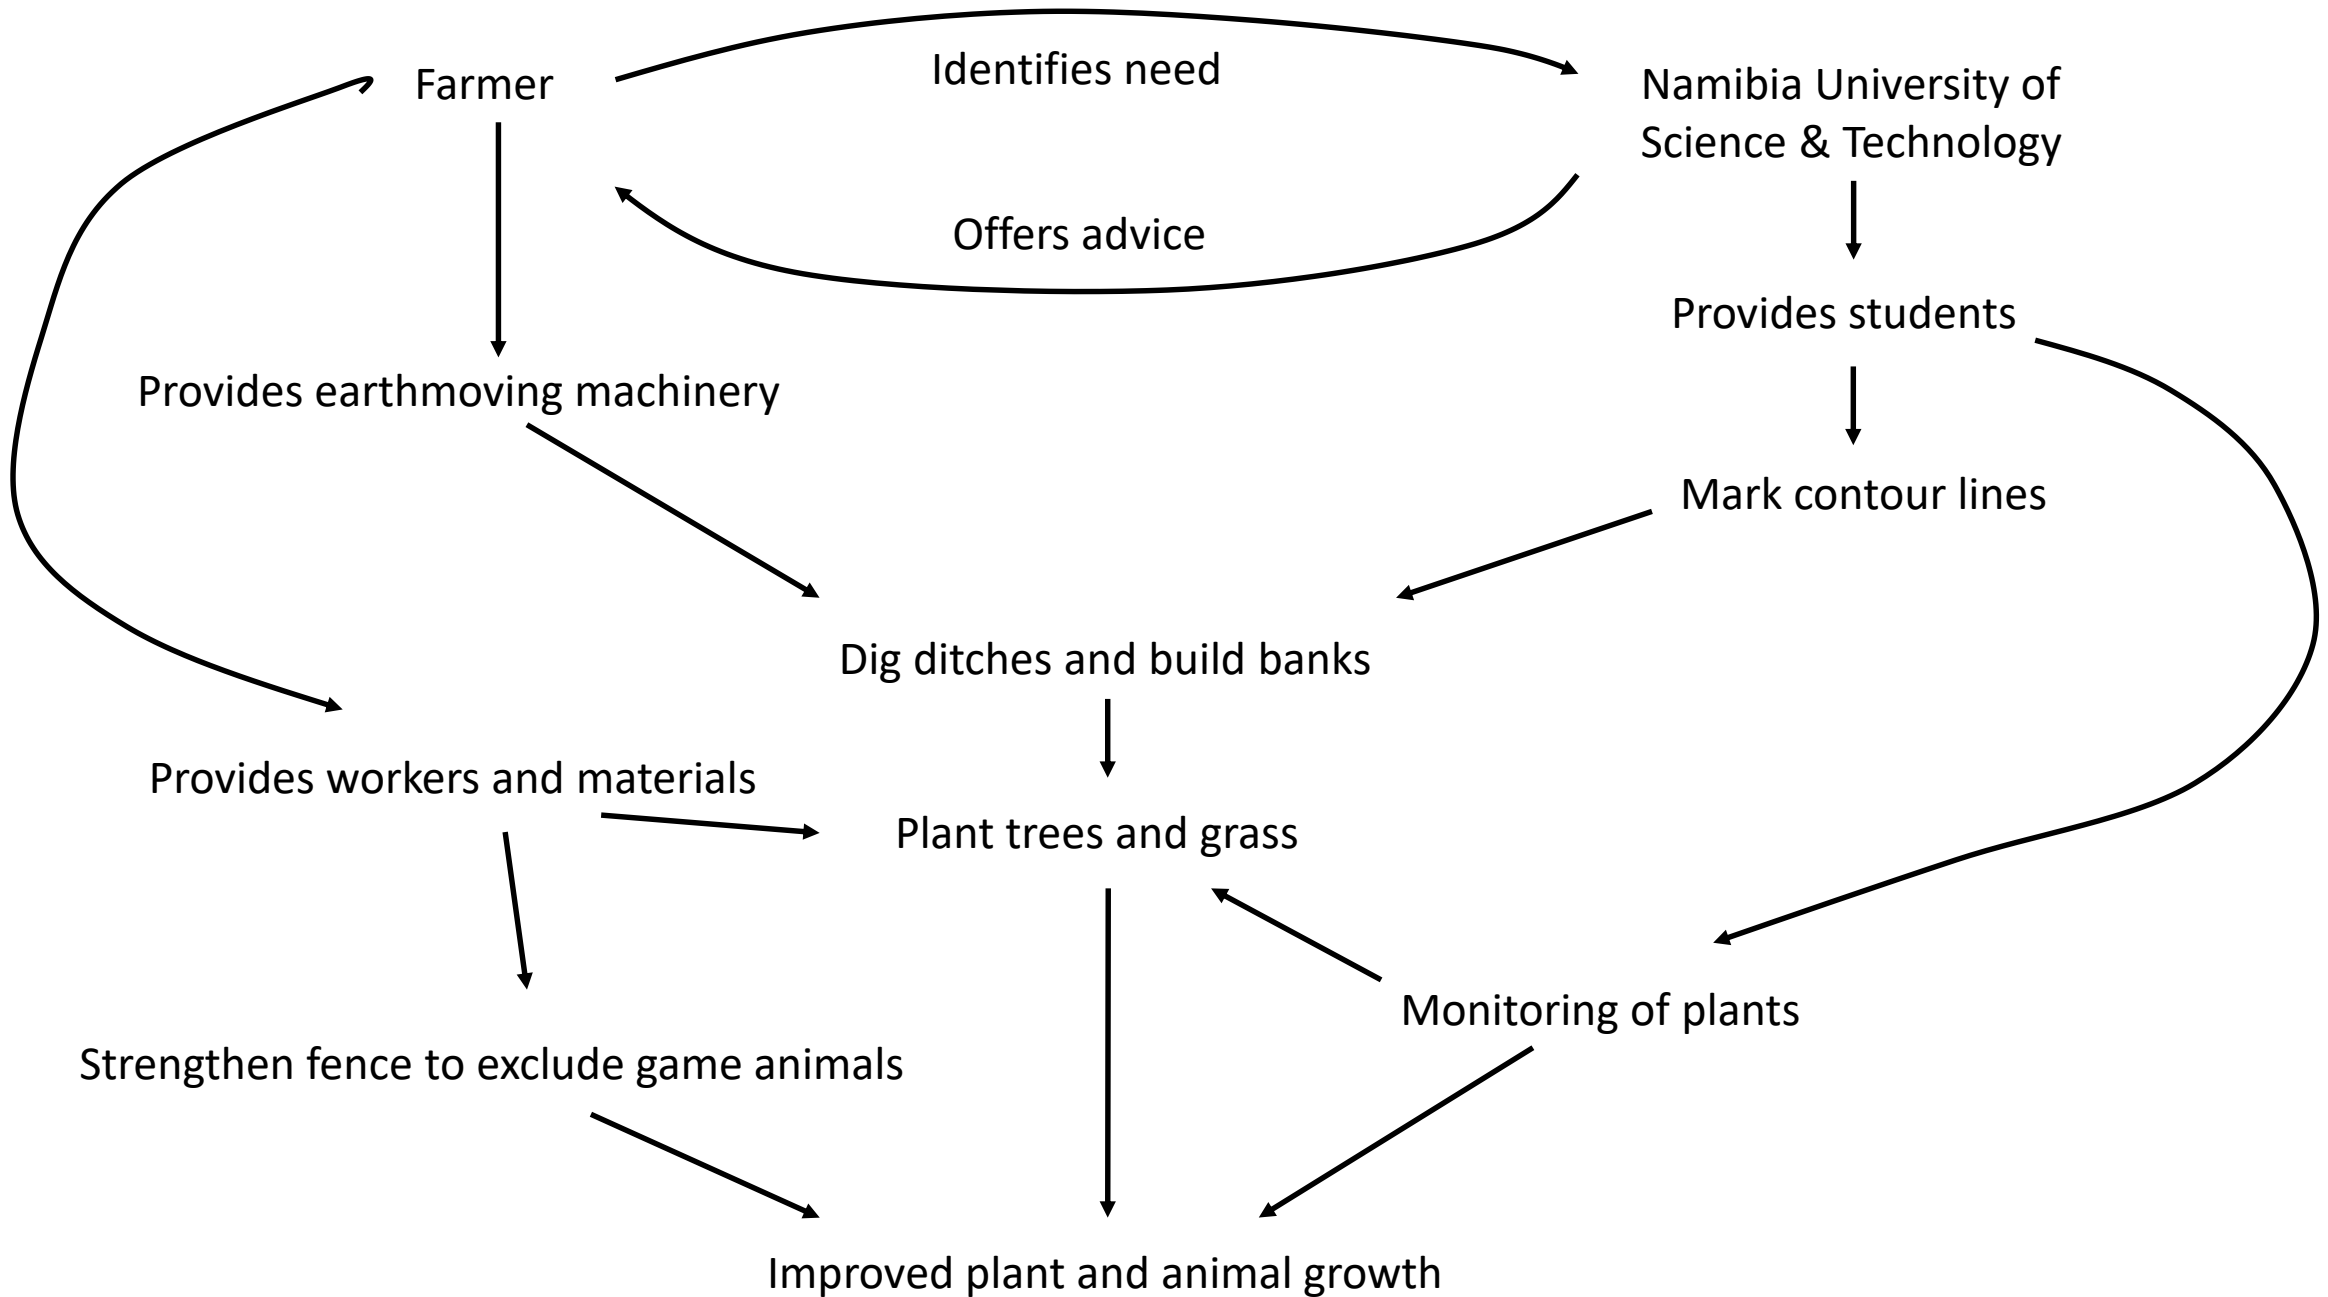 Identifies need
Farmer
Namibia University of
Science & Technology
Offers advice
Provides students
Provides earthmoving machinery
Mark contour lines
Dig ditches and build banks
Provides workers and materials
Plant trees and grass
Monitoring of plants
Strengthen fence to exclude game animals
Improved plant and animal growth